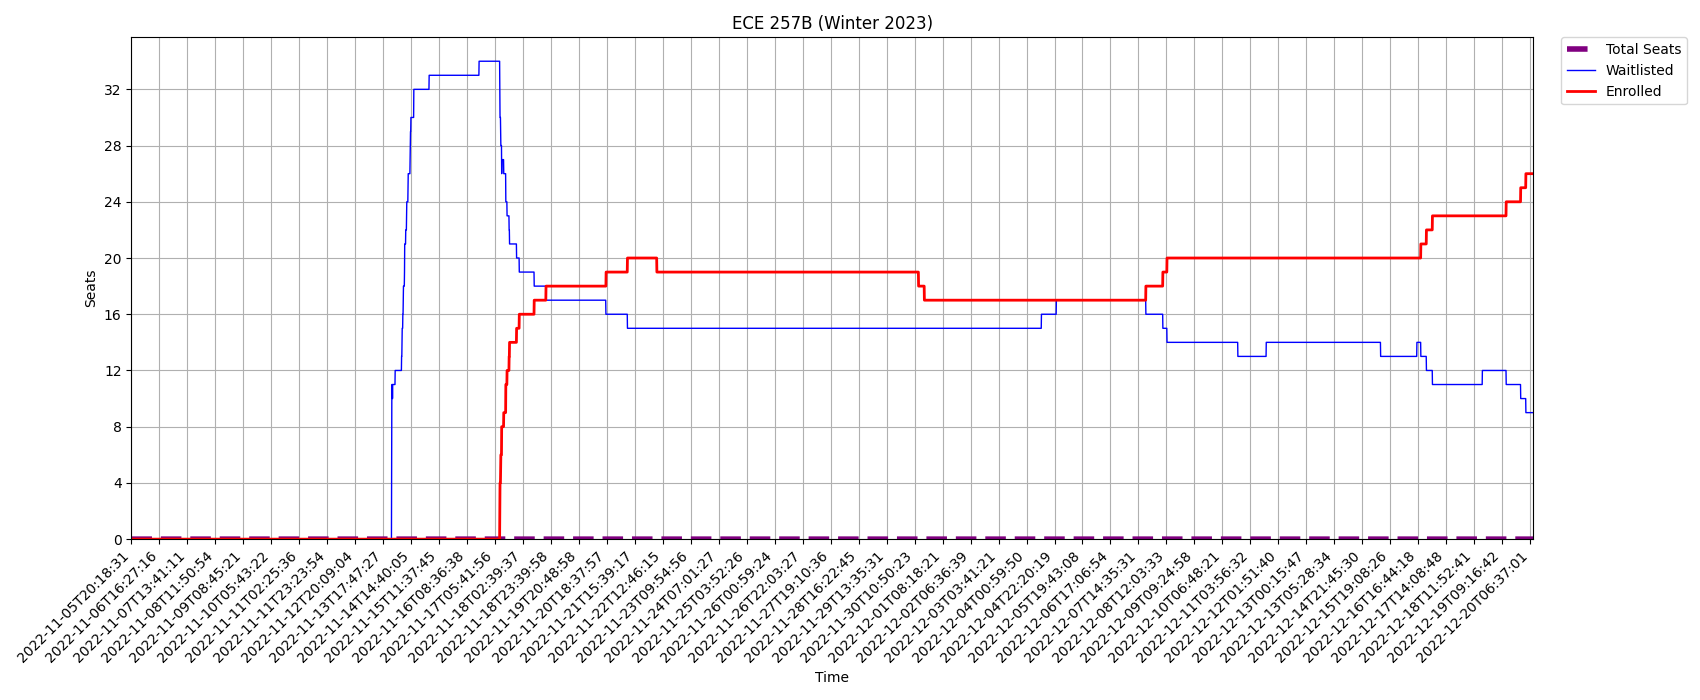 ECE 257B (Winter 2023)
Total Seats
Waitlisted
Enrolled
Seats
32
28
24
20
16
12
8
4
0
2022-11-05T20:18:31
2022-11-06T16:27:16
2022-11-07T13:41:11
2022-11-08T11:50:54
2022-11-09T08:45:21
2022-11-10T05:43:22
2022-11-11T02:25:36
2022-11-11T23:23:54
2022-11-12T20:09:04
2022-11-13T17:47:27
2022-11-14T14:40:05
2022-11-15T11:37:45
2022-11-16T08:36:38
2022-11-17T05:41:56
2022-11-18T02:39:37
2022-11-18T23:39:58
2022-11-19T20:48:58
2022-11-20T18:37:57
2022-11-21T15:39:17
2022-11-22T12:46:15
2022-11-23T09:54:56
2022-11-24T07:01:27
2022-11-25T03:52:26
2022-11-26T00:59:24
2022-11-26T22:03:27
2022-11-27T19:10:36
2022-11-28T16:22:45
2022-11-29T13:35:31
2022-11-30T10:50:23
2022-12-01T08:18:21
2022-12-02T06:36:39
2022-12-03T03:41:21
2022-12-04T00:59:50
2022-12-04T22:20:19
2022-12-05T19:43:08
2022-12-06T17:06:54
2022-12-07T14:35:31
2022-12-08T12:03:33
2022-12-09T09:24:58
2022-12-10T06:48:21
2022-12-11T03:56:32
2022-12-12T01:51:40
2022-12-13T00:15:47
2022-12-13T05:28:34
2022-12-14T21:45:30
2022-12-15T19:08:26
2022-12-16T16:44:18
2022-12-17T14:08:48
2022-12-18T11:52:41
2022-12-19T09:16:42
2022-12-20T06:37:01
Time